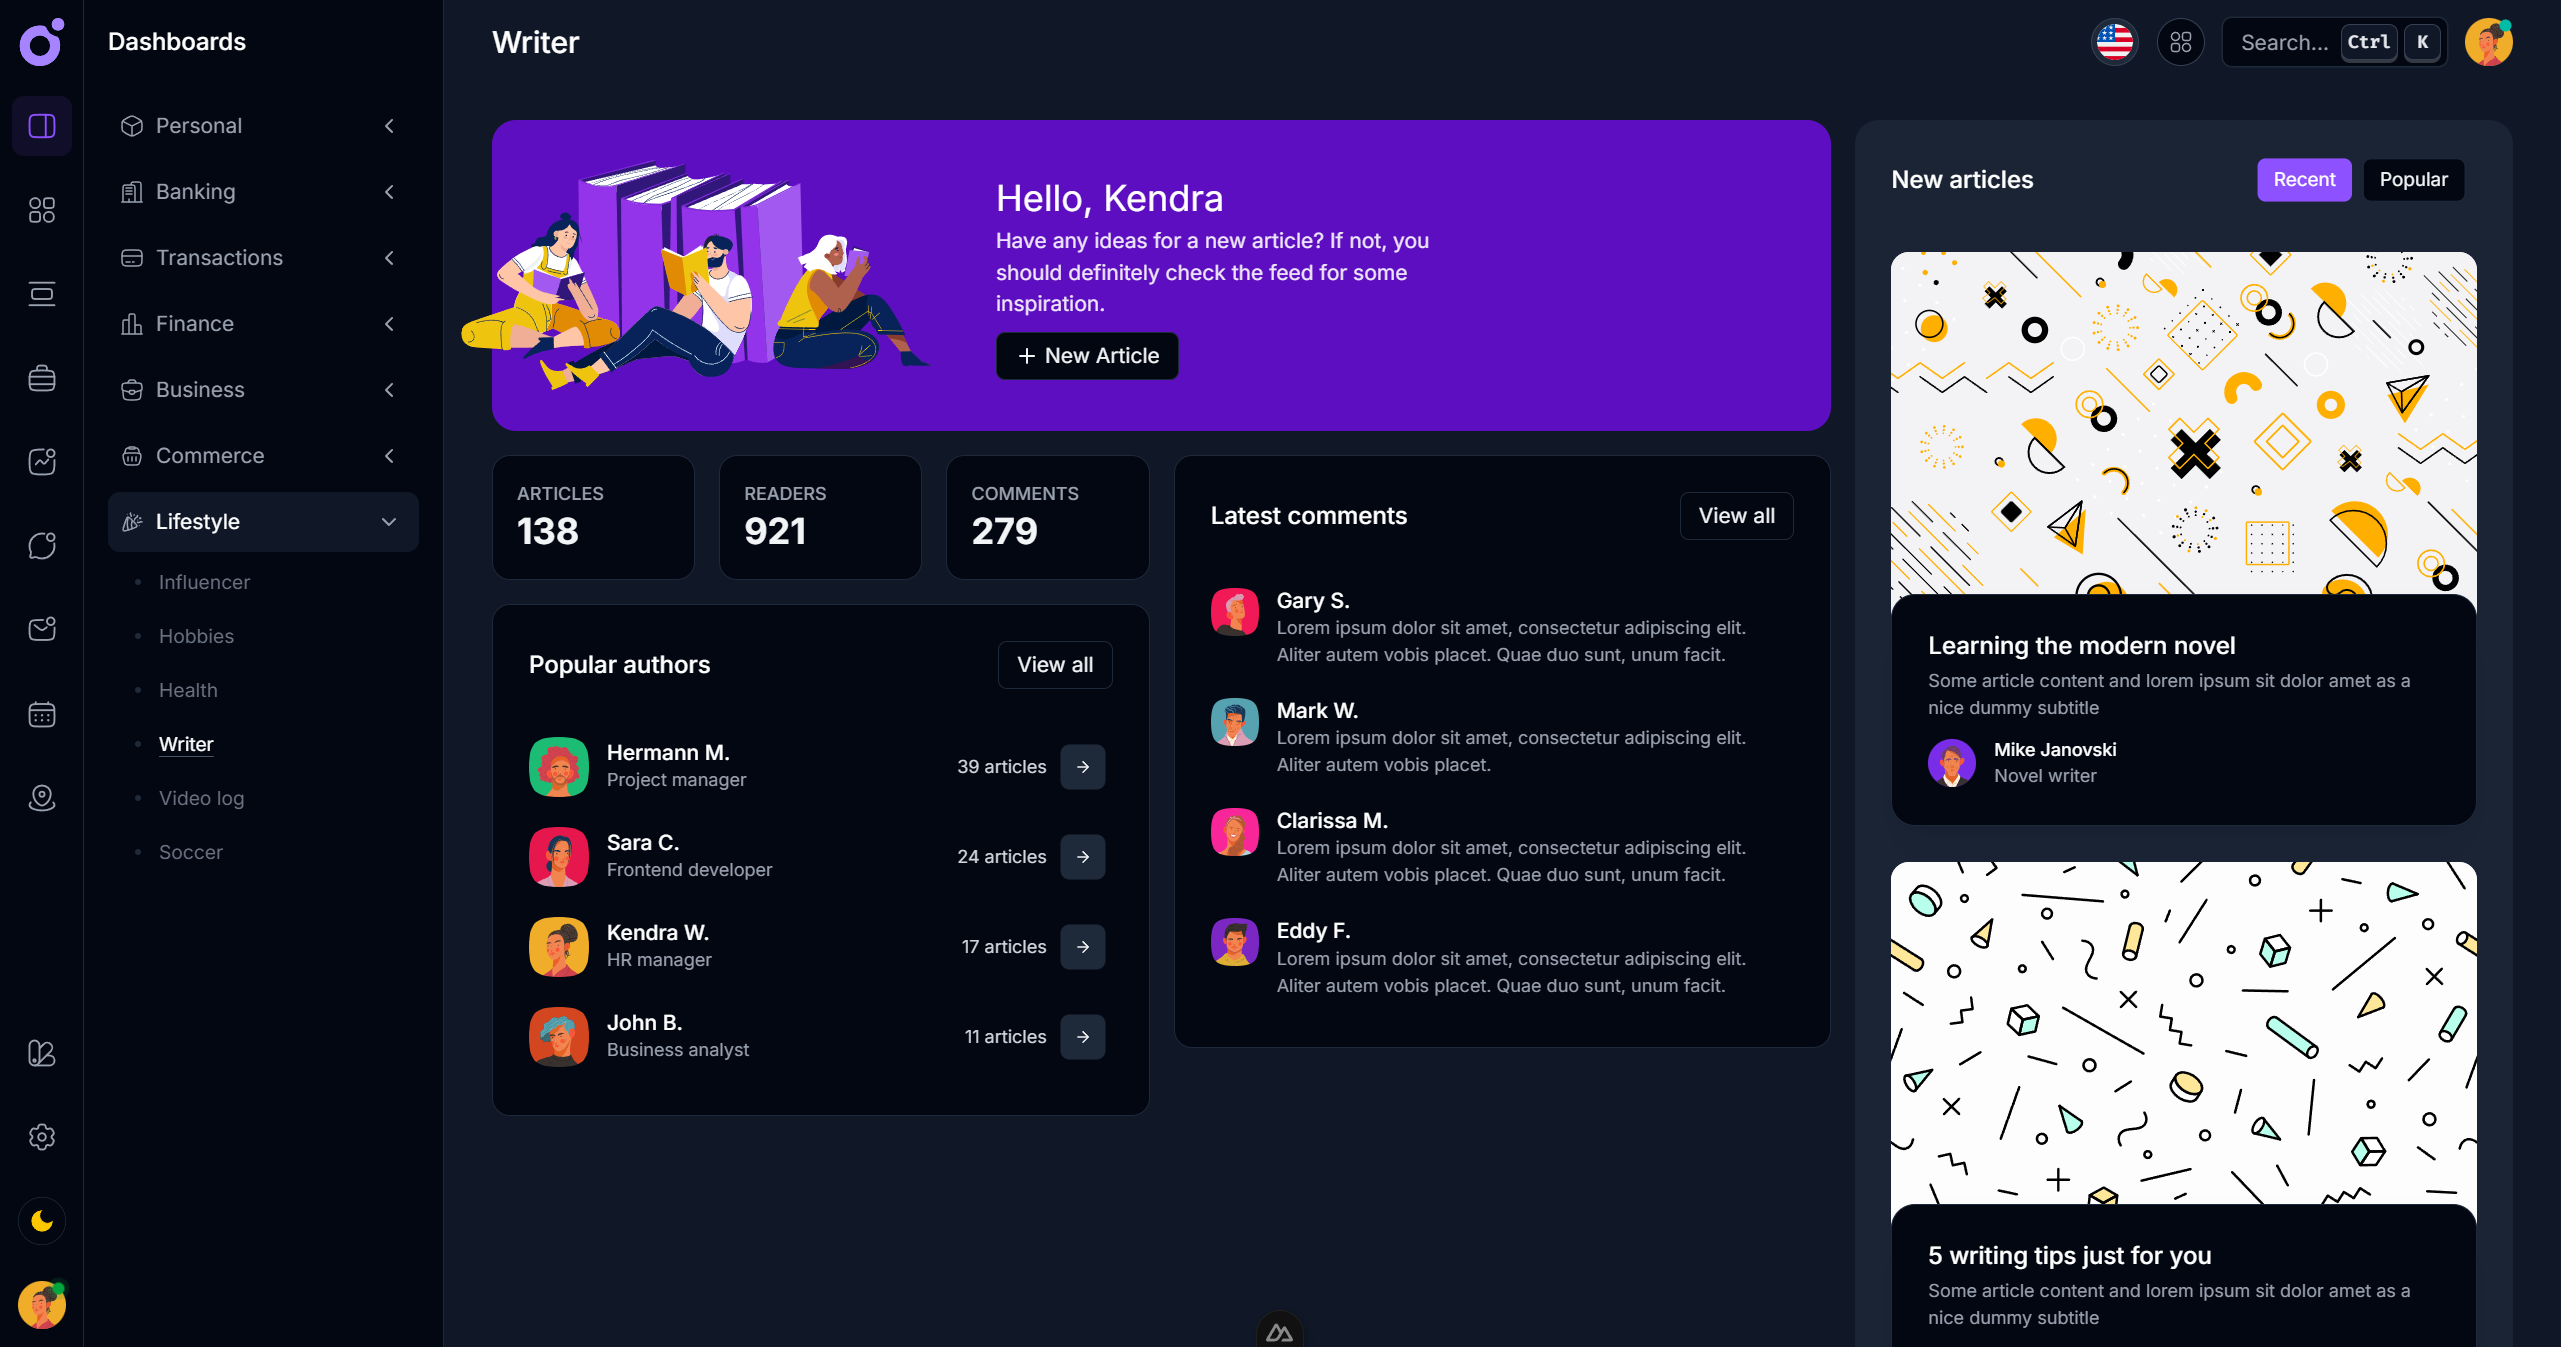 Dashboards
Personal
Banking
Transactions
Finance
Business
Commerce
Lifestyle
Influencer
Hobbies
Health
Writer
Video log
Soccer
Writer
Search... Ctrl K
Hello, Kendra
Have any ideas for a new article? If not, you
should definitely check the feed for some
inspiration.
New Article
ARTICLES
138
READERS
921
COMMENTS
279
Popular authors
View all
Hermann M.
Project manager
39 articles
Sara C.
Frontend developer
24 articles
Kendra W.
HR manager
17 articles
John B.
Business analyst
11 articles
Latest comments
View all
Gary S.
Lorem ipsum dolor sit amet, consectetur adipiscing elit.
Aliter autem vobis placet. Quae duo sunt, unum facit.
Mark W.
Lorem ipsum dolor sit amet, consectetur adipiscing elit.
Aliter autem vobis placet.
Clarissa M.
Lorem ipsum dolor sit amet, consectetur adipiscing elit.
Aliter autem vobis placet. Quae duo sunt, unum facit.
Eddy F.
Lorem ipsum dolor sit amet, consectetur adipiscing elit.
Aliter autem vobis placet. Quae duo sunt, unum facit.
New articles
Recent
Popular
Learning the modern novel
Some article content and lorem ipsum sit dolor amet as a
nice dummy subtitle
Mike Janovski
Novel writer
5 writing tips just for you
Some article content and lorem ipsum sit dolor amet as a
nice dummy subtitle